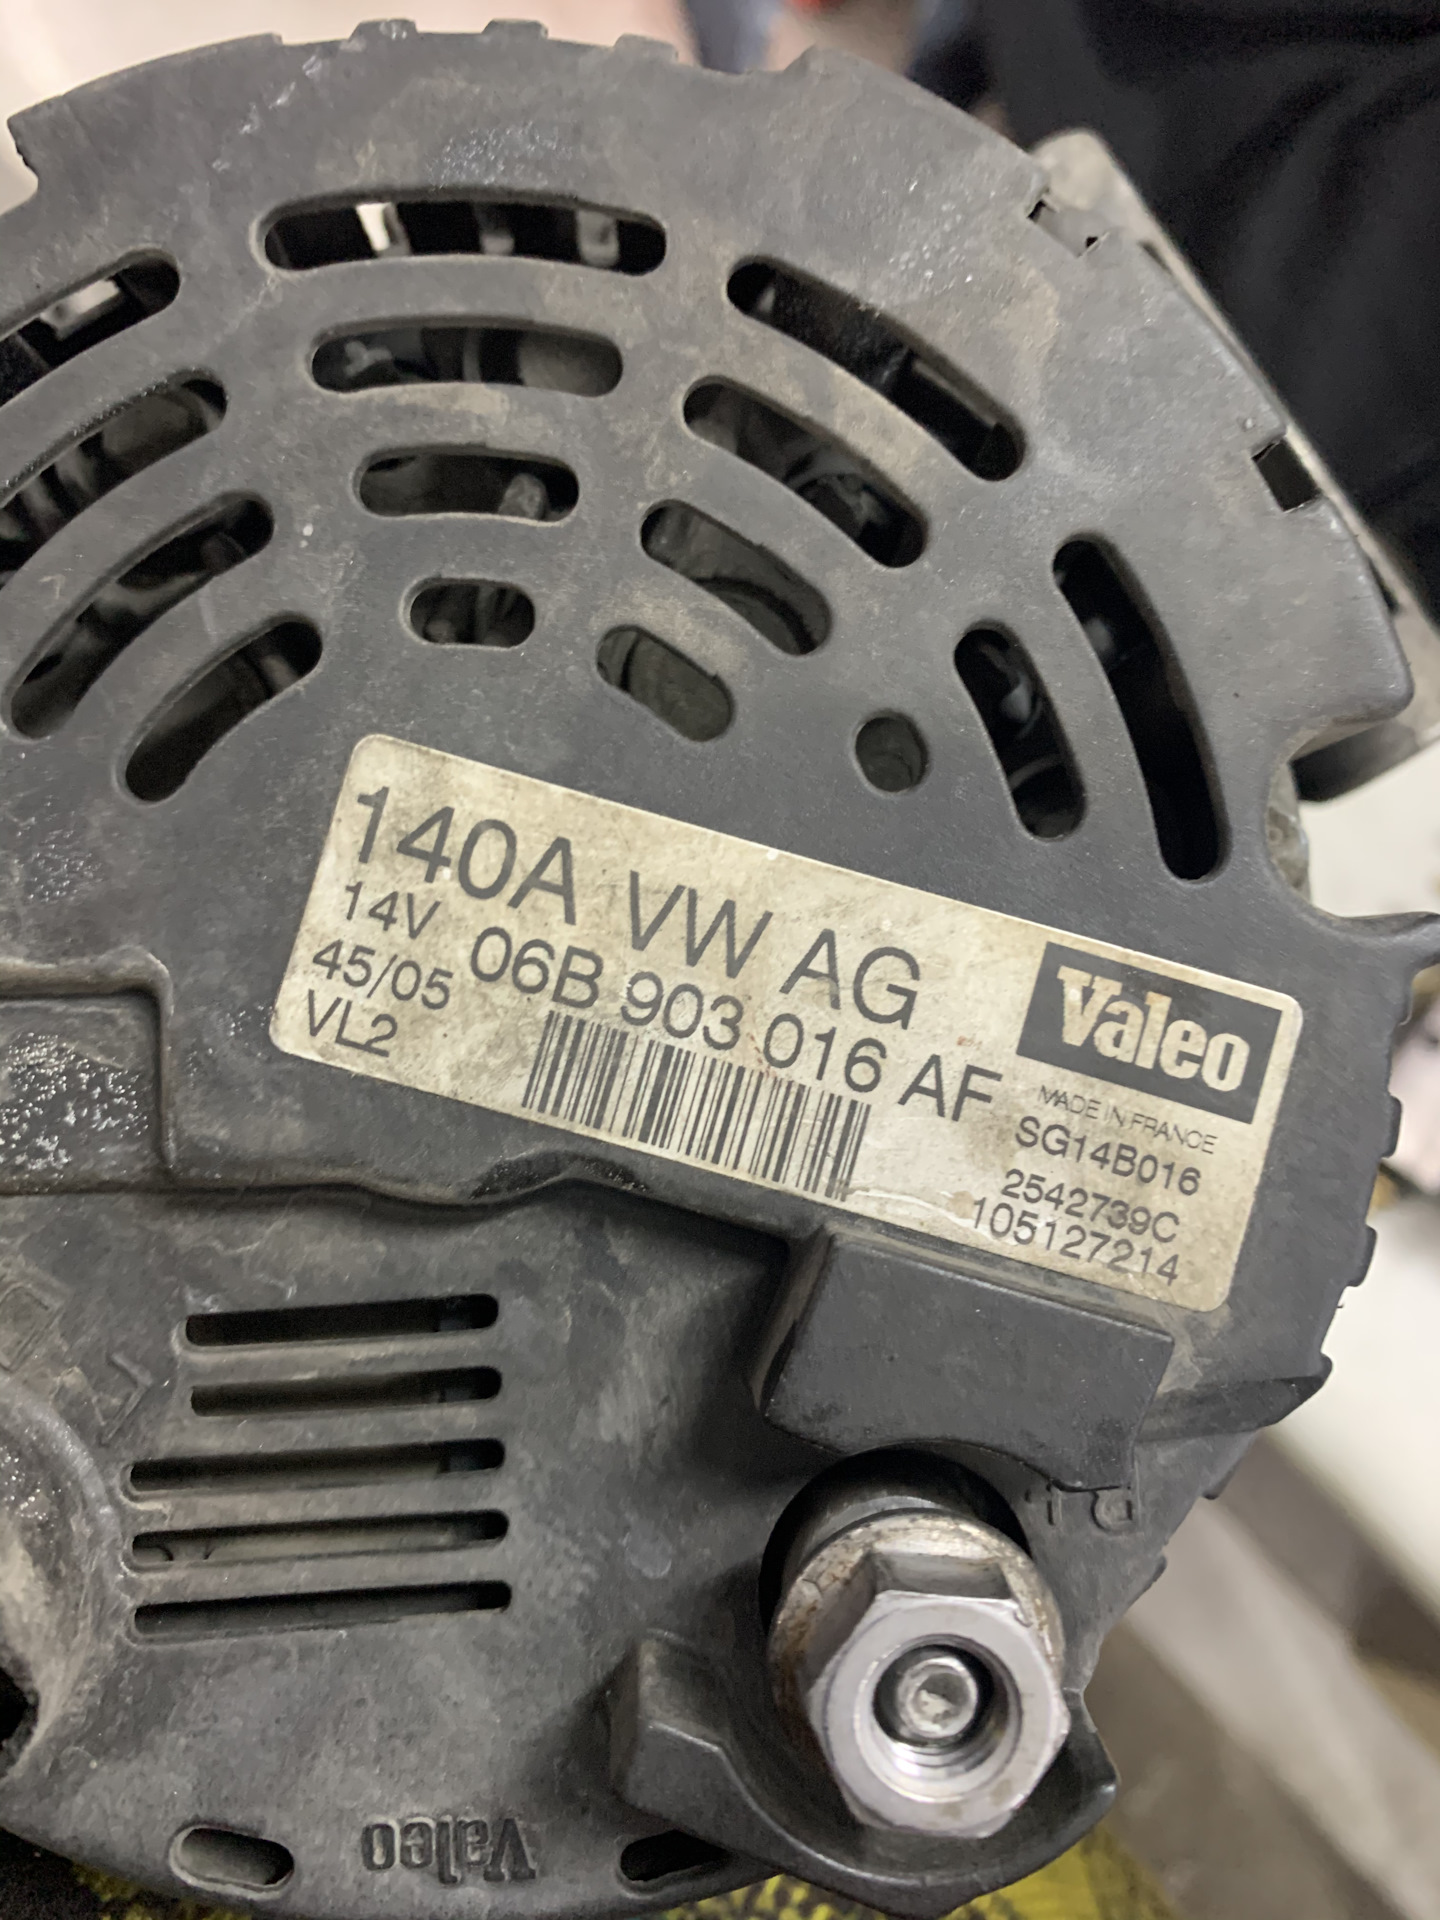 140A VW AG
14V 06B 903 016 AF
45/05
VL2
Valeo
MADE IN FRANCE
SG14B016
2542739C
105127214
Valeo